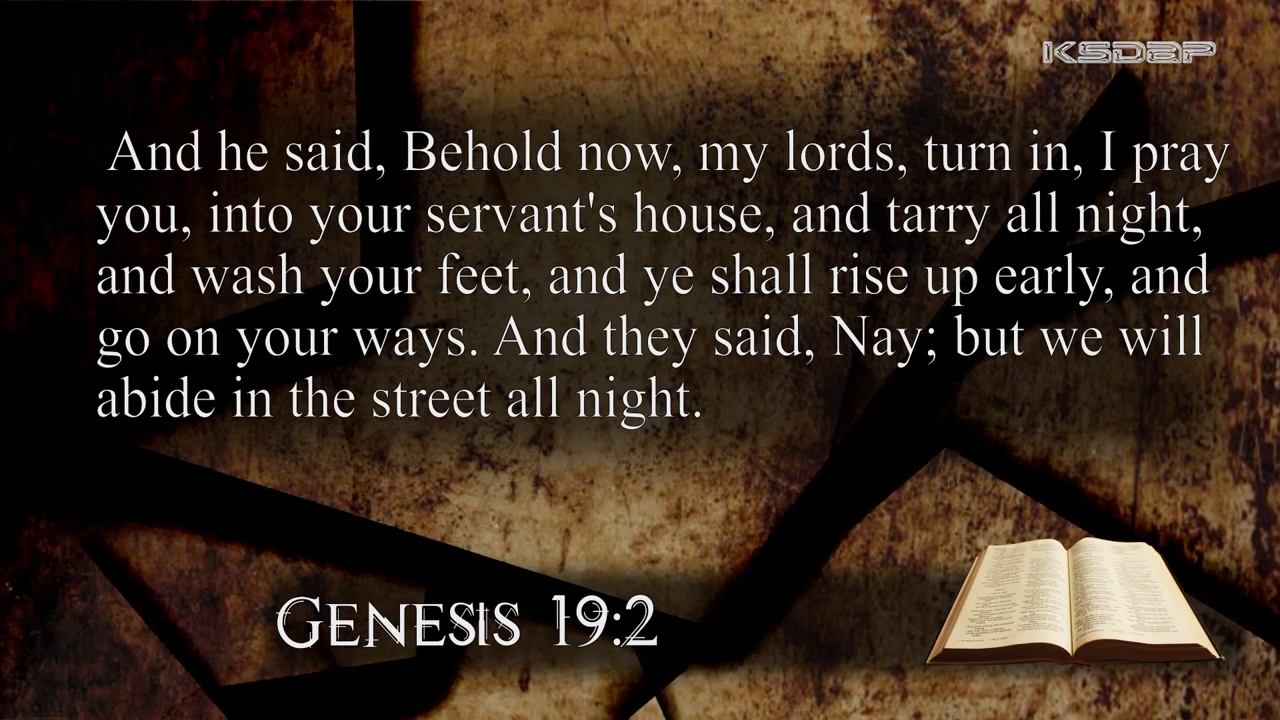 KSDBP
And he said, Behold now, my lords, turn in, I pray
you, into your servant's house, and tarry all night,
and wash your feet, and ye shall rise up early, and
go on your ways. And they said, Nay; but we will
abide in the street all night.
Genesis 19:2